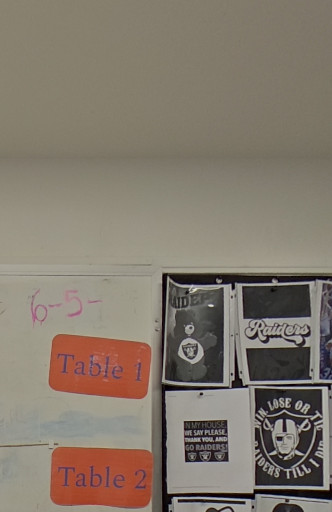 6-5-
Table 1
Table 2
RAIDERS
Raiders
IN MY HOUSE
WE SAY PLEASE,
THANK YOU, AND
GO RAIDERS!
WIN, LOSE OR TIE
RAIDERS TILL I DIE